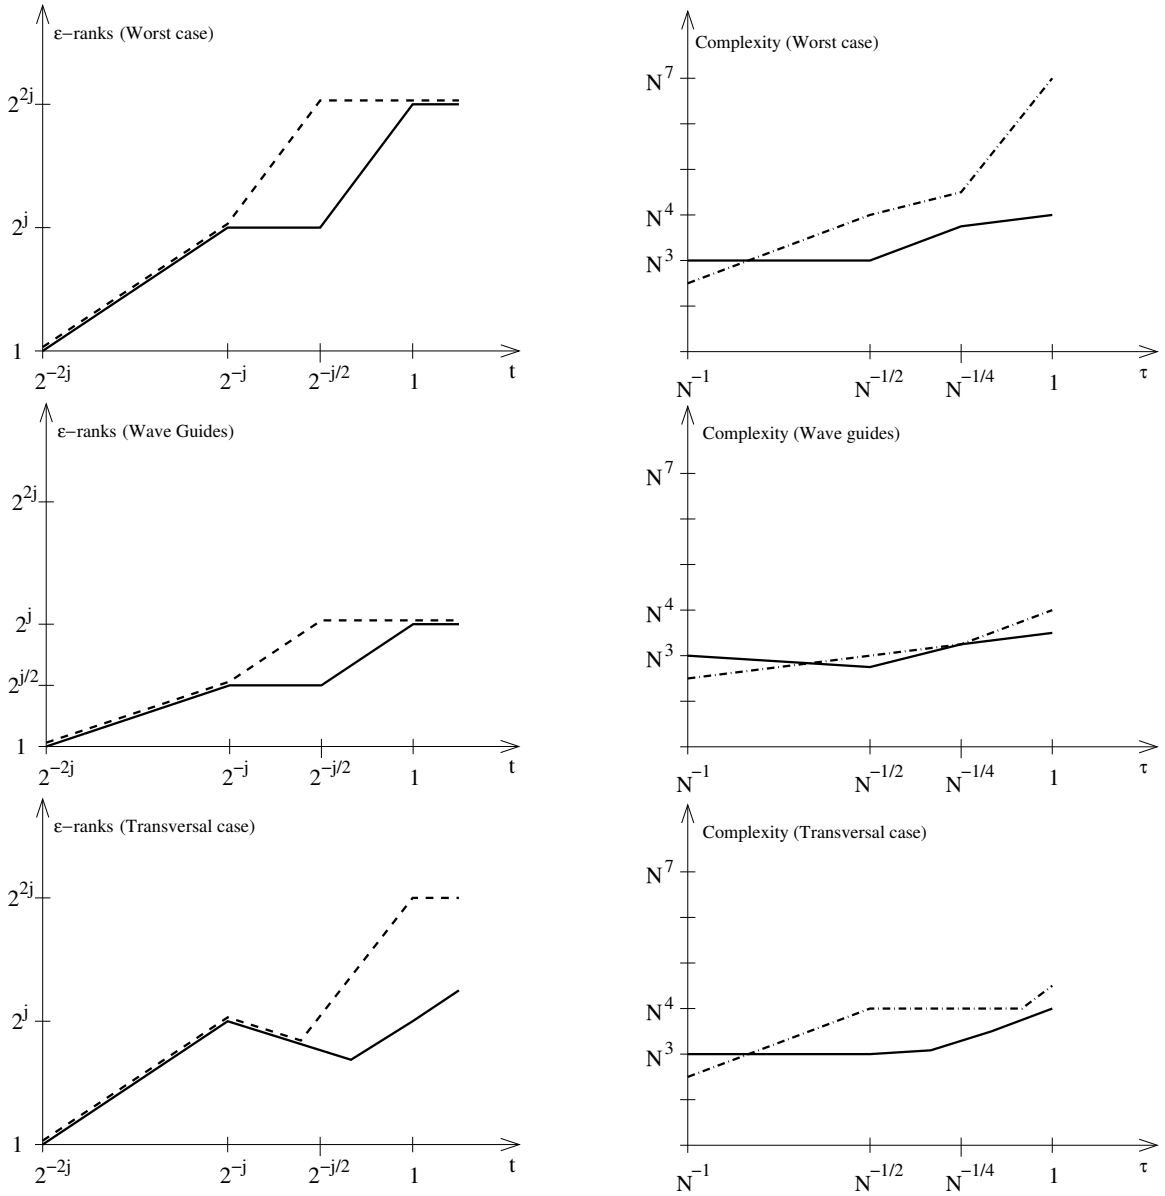 ε−ranks (Worst case)
2^{2j}
2^j
1
2^{−2j}
2^{−j}
2^{−j/2}
1
t
Complexity (Worst case)
N^7
N^4
N^3
N^{−1}
N^{−1/2}
N^{−1/4}
1
τ
ε−ranks (Wave Guides)
2^{2j}
2^j
2^{j/2}
1
2^{−2j}
2^{−j}
2^{−j/2}
1
t
Complexity (Wave guides)
N^7
N^4
N^3
N^{−1}
N^{−1/2}
N^{−1/4}
1
τ
ε−ranks (Transversal case)
2^{2j}
2^j
1
2^{−2j}
2^{−j}
2^{−j/2}
1
t
Complexity (Transversal case)
N^7
N^4
N^3
N^{−1}
N^{−1/2}
N^{−1/4}
1
τ